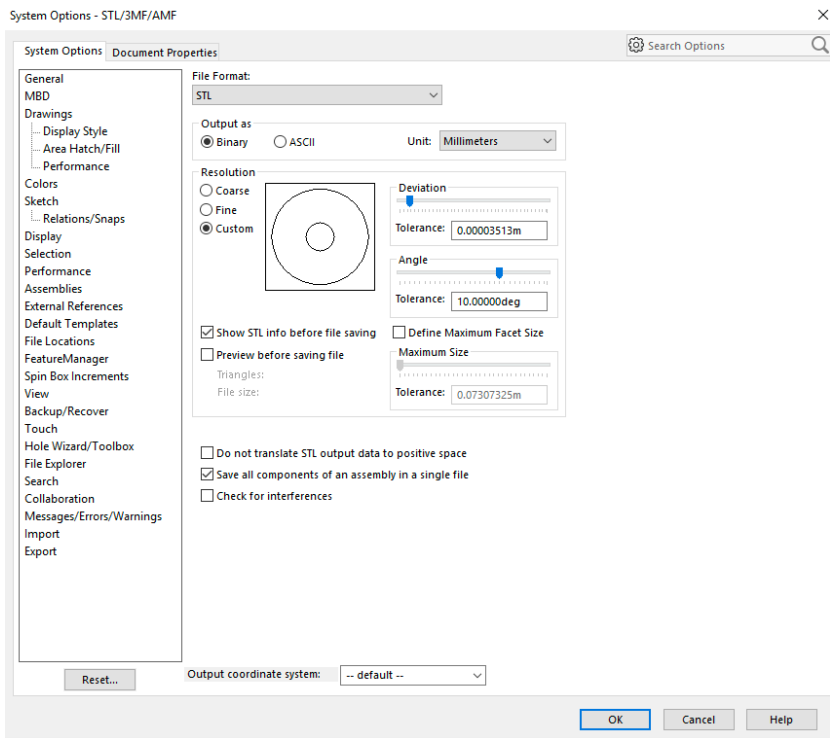 System Options - STL/3MF/AMF
System Options
Document Properties
Search Options
General
MBD
Drawings
Display Style
Area Hatch/Fill
Performance
Colors
Sketch
Relations/Snaps
Display
Selection
Performance
Assemblies
External References
Default Templates
File Locations
FeatureManager
Spin Box Increments
View
Backup/Recover
Touch
Hole Wizard/Toolbox
File Explorer
Search
Collaboration
Messages/Errors/Warnings
Import
Export
Reset...
File Format:
STL
Output as
Binary
ASCII
Unit: Millimeters
Resolution
Coarse
Fine
Custom
Deviation
Tolerance: 0.00003513m
Angle
Tolerance: 10.00000deg
Show STL info before file saving
Define Maximum Facet Size
Preview before saving file
Triangles:
File size:
Maximum Size
Tolerance: 0.07307325m
Do not translate STL output data to positive space
Save all components of an assembly in a single file
Check for interferences
Output coordinate system: -- default --
OK
Cancel
Help